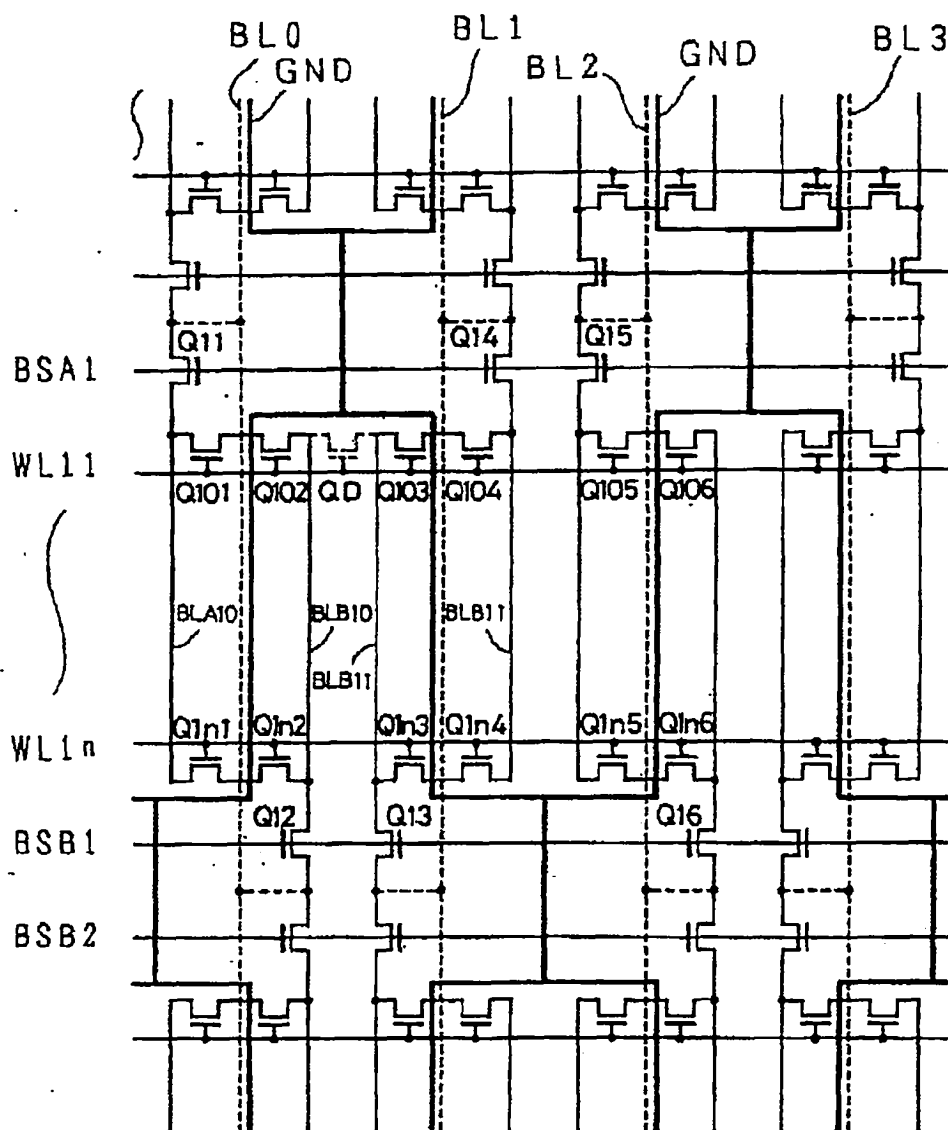 BL0 GND BL1 BL2 GND BL3
Q11 Q14 Q15
BSA1
WL11
Q101 Q102 QD Q103 Q104 Q105 Q106
BLA10 BLB10 BLB11
BLB11
Q1n1 Q1n2 Q1n3 Q1n4 Q1n5 Q1n6
WL1n
Q12 Q13 Q16
BSB1
BSB2